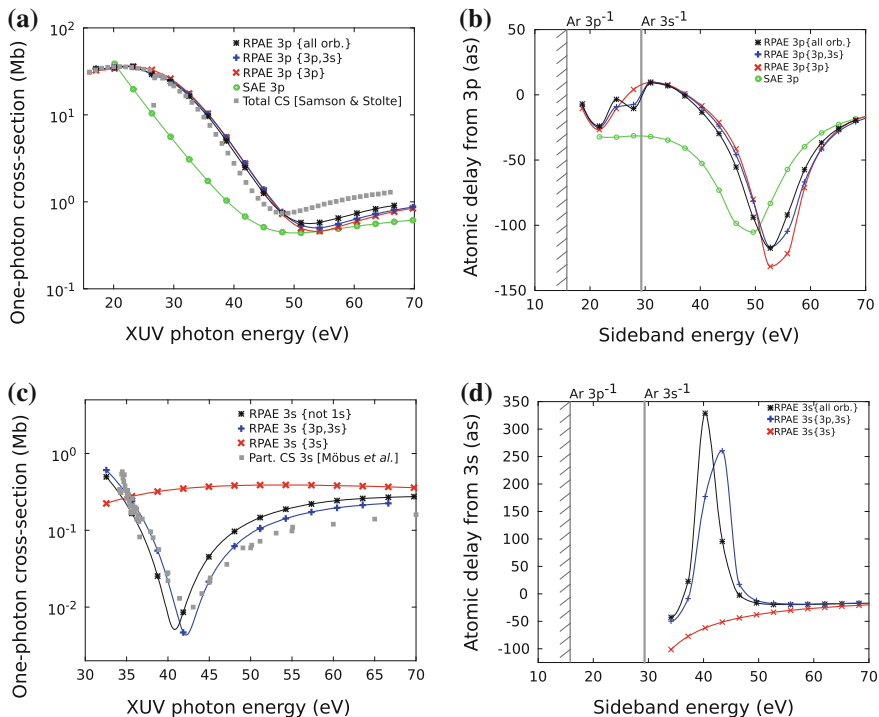 (a)
RPAE 3p {all orb.}
RPAE 3p {3p,3s}
RPAE 3p {3p}
SAE 3p
Total CS [Samson & Stolte]
One-photon cross-section (Mb)
10²
10¹
10⁰
10⁻¹
20 30 40 50 60 70
XUV photon energy (eV)
(b)
Ar 3p⁻¹ Ar 3s⁻¹
RPAE 3p{all orb.}
RPAE 3p{3p,3s}
RPAE 3p{3p}
SAE 3p
Atomic delay from 3p (as)
50
0
-50
-100
-150
10 20 30 40 50 60 70
Sideband energy (eV)
(c)
RPAE 3s {not 1s}
RPAE 3s {3p,3s}
RPAE 3s {3s}
Part. CS 3s [Möbus et al.]
One-photon cross-section (Mb)
10⁰
10⁻¹
10⁻²
30 35 40 45 50 55 60 65 70
XUV photon energy (eV)
(d)
Ar 3p⁻¹ Ar 3s⁻¹
RPAE 3s{all orb.}
RPAE 3s{3p,3s}
RPAE 3s{3s}
Atomic delay from 3s (as)
350
300
250
200
150
100
50
0
-50
-100
10 20 30 40 50 60 70
Sideband energy (eV)